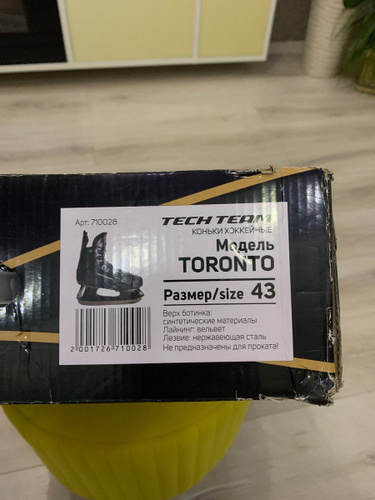 Арт: 710028
TECH TEAM
КОНЬКИ ХОККЕЙНЫЕ
Модель
TORONTO
Размер/size 43
Верх ботинка:
синтетические материалы
Лайнинг: вельвет
Лезвие: нержавеющая сталь
Не предназначены для проката!
2 001726 710028